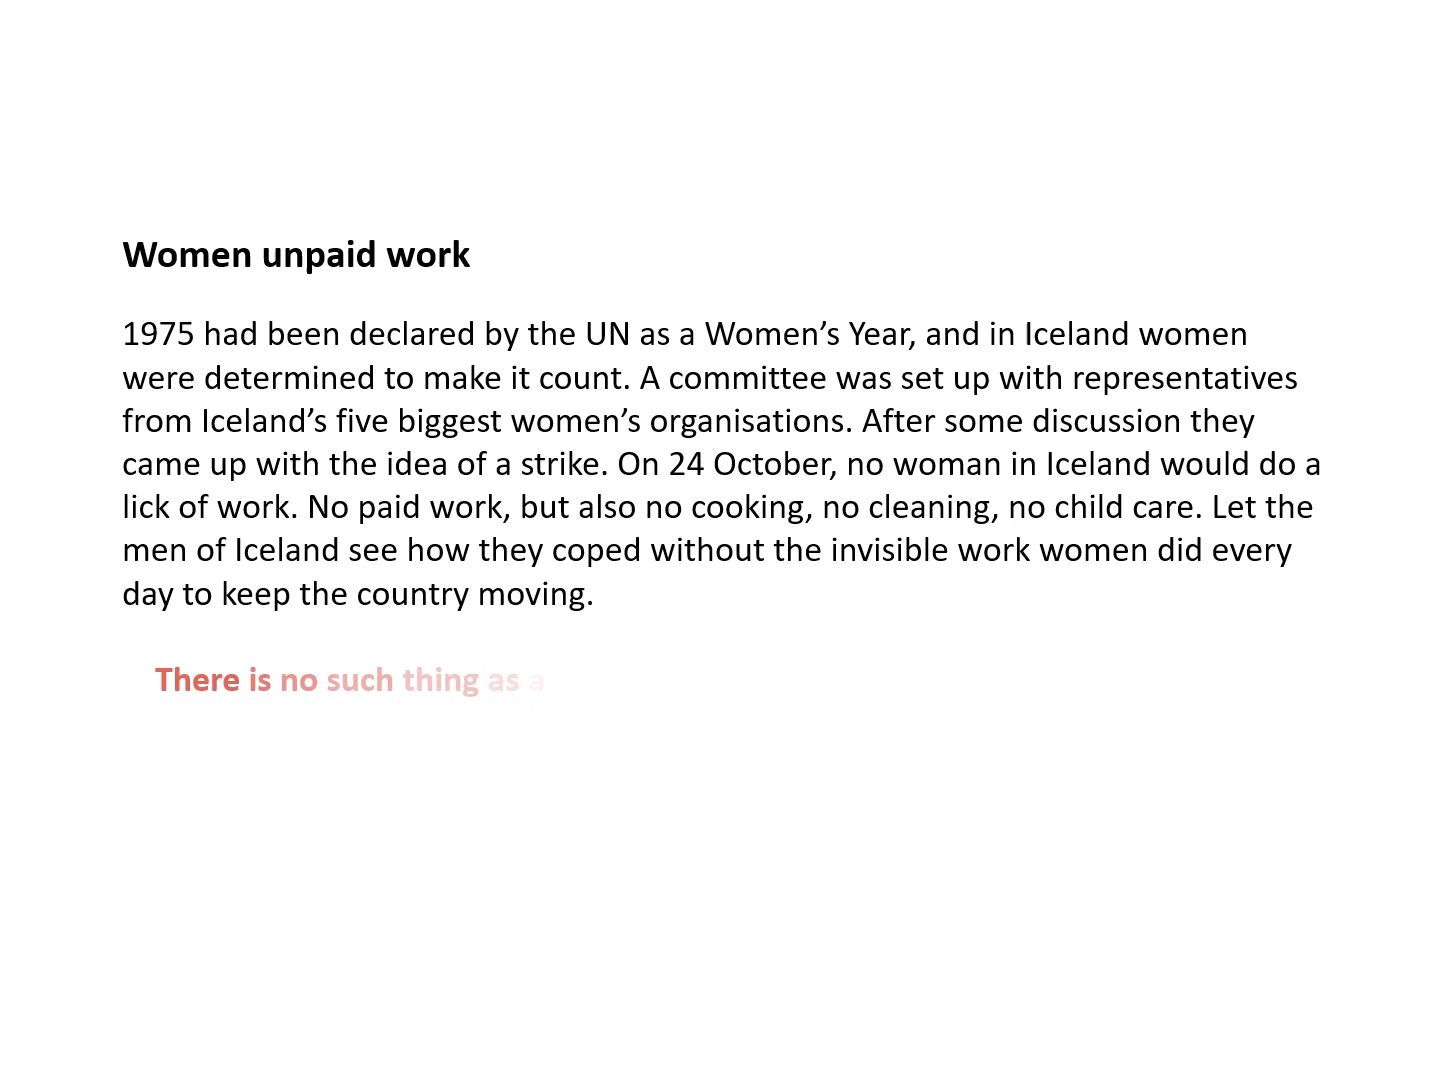 Women unpaid work
1975 had been declared by the UN as a Women’s Year, and in Iceland women
were determined to make it count. A committee was set up with representatives
from Iceland’s five biggest women’s organisations. After some discussion they
came up with the idea of a strike. On 24 October, no woman in Iceland would do a
lick of work. No paid work, but also no cooking, no cleaning, no child care. Let the
men of Iceland see how they coped without the invisible work women did every
day to keep the country moving.
There is no such thing as a